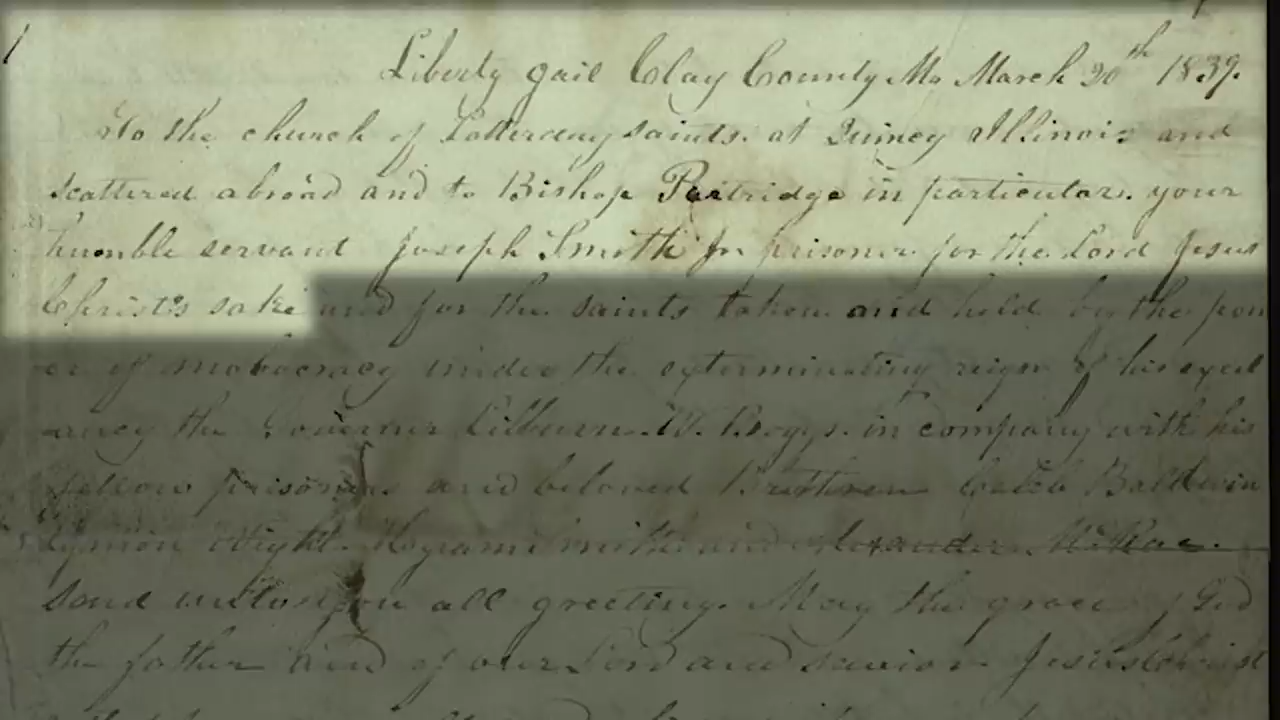 Liberty Jail Clay County Mo March 20th 1839.
To the church of Latterday saints. at Quincy Illinois and
scattered abroad and to Bishop Partridge in particular. your
humble servant Joseph Smith Jr prisoner for the Lord Jesus
Christ's sake and for the saints taken and held by the pow
er of mobocracy under the exterminating reign of his excel
ancy the Governer Lilburn W. Boggs. in company with his
fellow prisoners and beloved Brethren Caleb Baldwin
Lymon Wight. Hyram Smith and Alexander McRae.
Send unto you all greeting. May the grace of God
the father and of our Lord and savior Jesus Christ